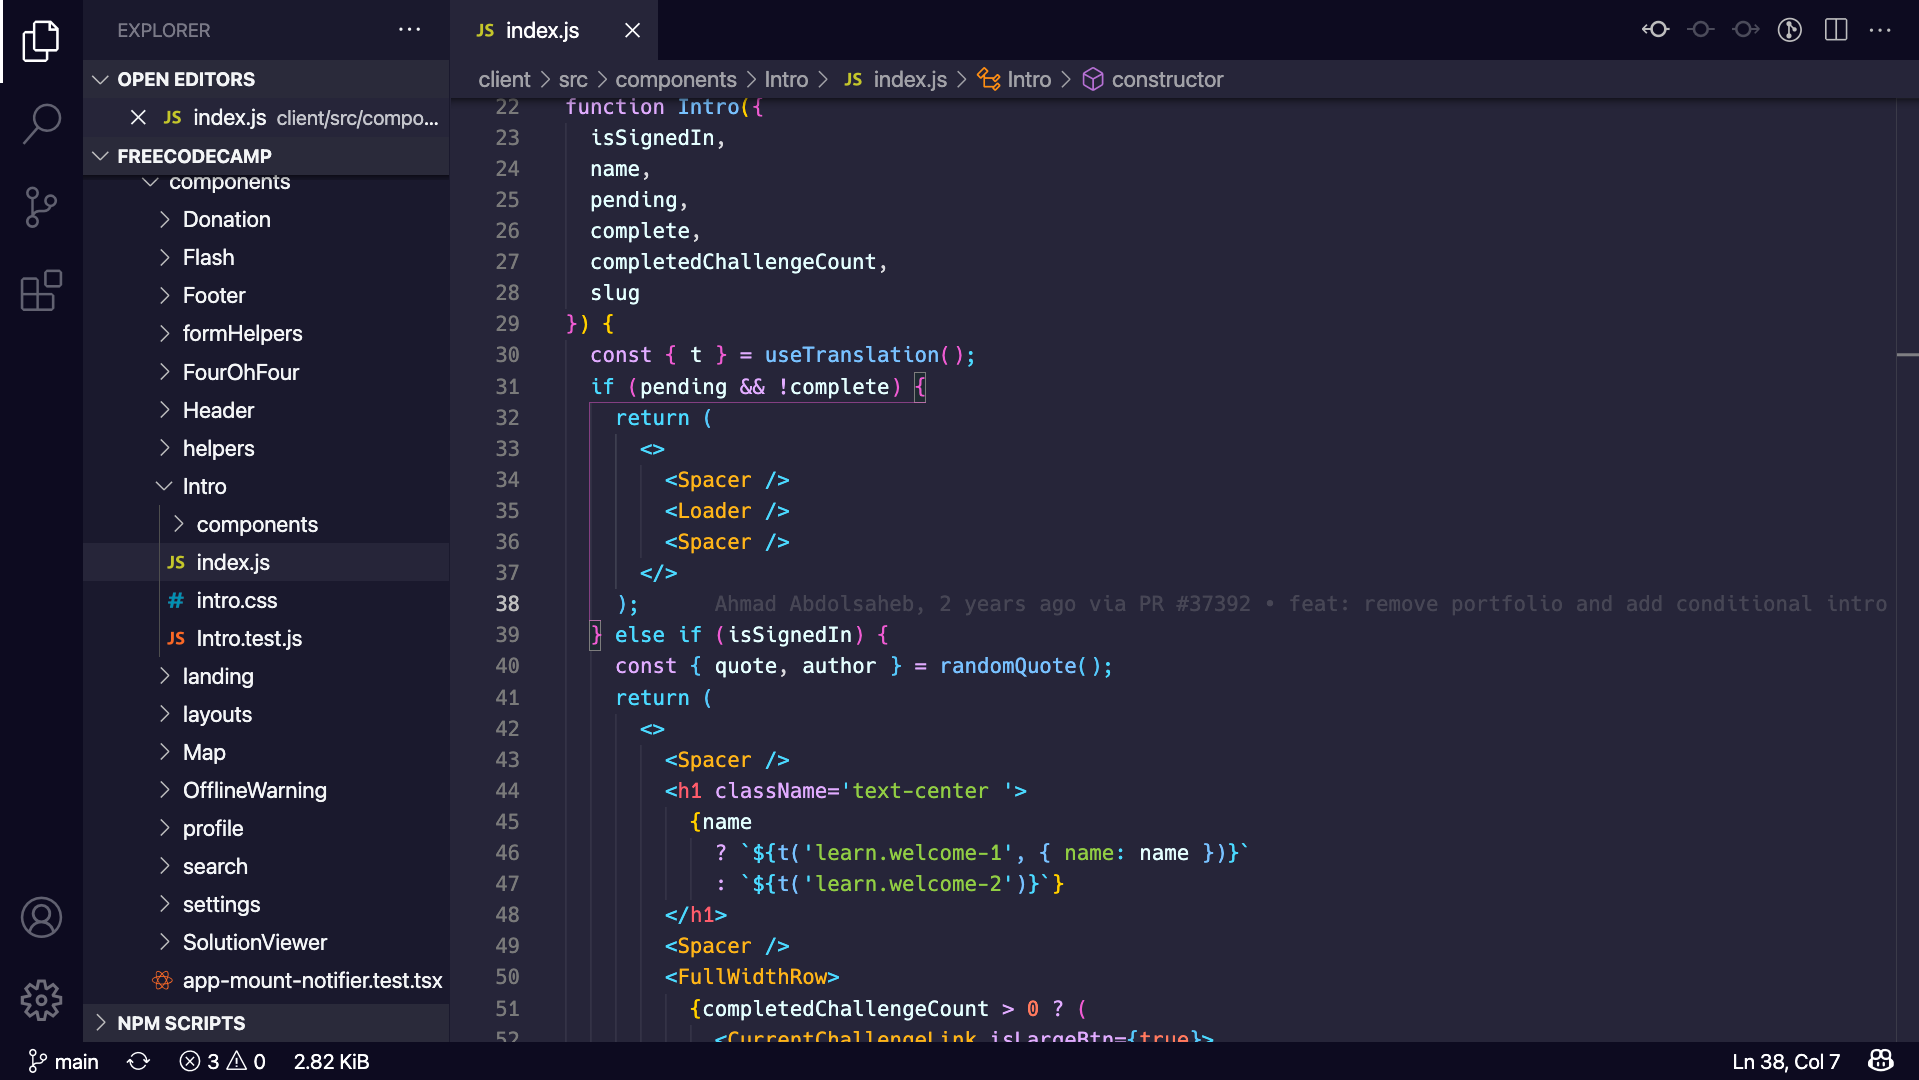 EXPLORER
OPEN EDITORS
JS index.js client/src/compo...
FREECODECAMP
components
Donation
Flash
Footer
formHelpers
FourOhFour
Header
helpers
Intro
components
JS index.js
# intro.css
JS Intro.test.js
landing
layouts
Map
OfflineWarning
profile
search
settings
SolutionViewer
app-mount-notifier.test.tsx
NPM SCRIPTS
JS index.js
client > src > components > Intro > JS index.js > Intro > constructor
22 function Intro({
23 isSignedIn,
24 name,
25 pending,
26 complete,
27 completedChallengeCount,
28 slug
29 }) {
30 const { t } = useTranslation();
31 if (pending && !complete) {
32 return (
33 <>
34 <Spacer />
35 <Loader />
36 <Spacer />
37 </>
38 ); Ahmad Abdolsaheb, 2 years ago via PR #37392 • feat: remove portfolio and add conditional intro
39 } else if (isSignedIn) {
40 const { quote, author } = randomQuote();
41 return (
42 <>
43 <Spacer />
44 <h1 className='text-center '>
45 {name
46 ? `${t('learn.welcome-1', { name: name })}`
47 : `${t('learn.welcome-2')}`}
48 </h1>
49 <Spacer />
50 <FullWidthRow>
51 {completedChallengeCount > 0 ? (
52 <CurrentChallengeLink isLargeBtn={true}>
main 3 0 2.82 KiB
Ln 38, Col 7